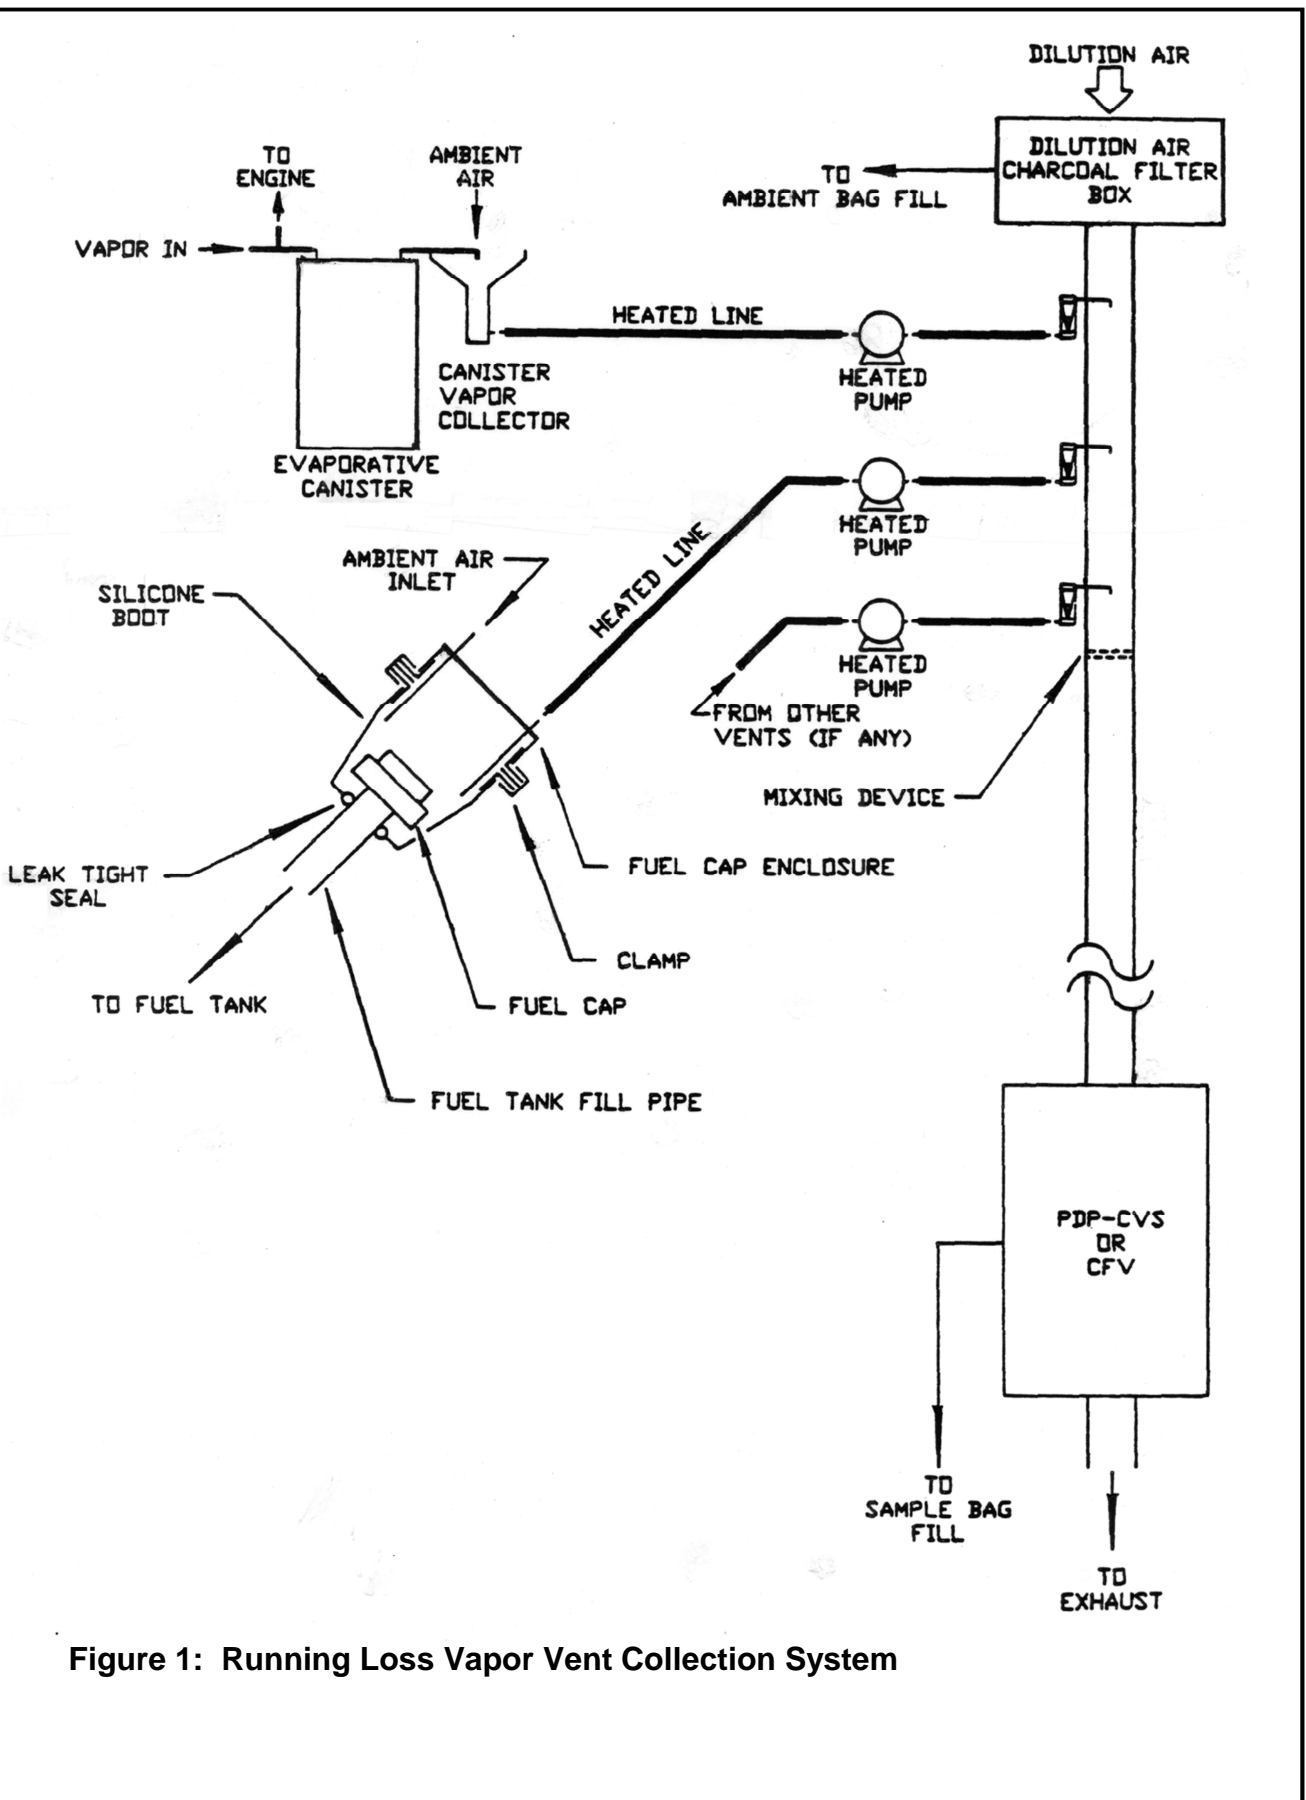 DILUTION AIR
DILUTION AIR
CHARCOAL FILTER
BOX
TO
AMBIENT BAG FILL
TO
ENGINE
AMBIENT
AIR
VAPOR IN
HEATED LINE
CANISTER
VAPOR
COLLECTOR
HEATED
PUMP
EVAPORATIVE
CANISTER
HEATED
PUMP
HEATED LINE
AMBIENT AIR
INLET
SILICONE
BOOT
HEATED
PUMP
FROM OTHER
VENTS (IF ANY)
MIXING DEVICE
LEAK TIGHT
SEAL
FUEL CAP ENCLOSURE
CLAMP
TO FUEL TANK
FUEL CAP
FUEL TANK FILL PIPE
PDP-CVS
OR
CFV
TO
SAMPLE BAG
FILL
TO
EXHAUST
Figure 1: Running Loss Vapor Vent Collection System